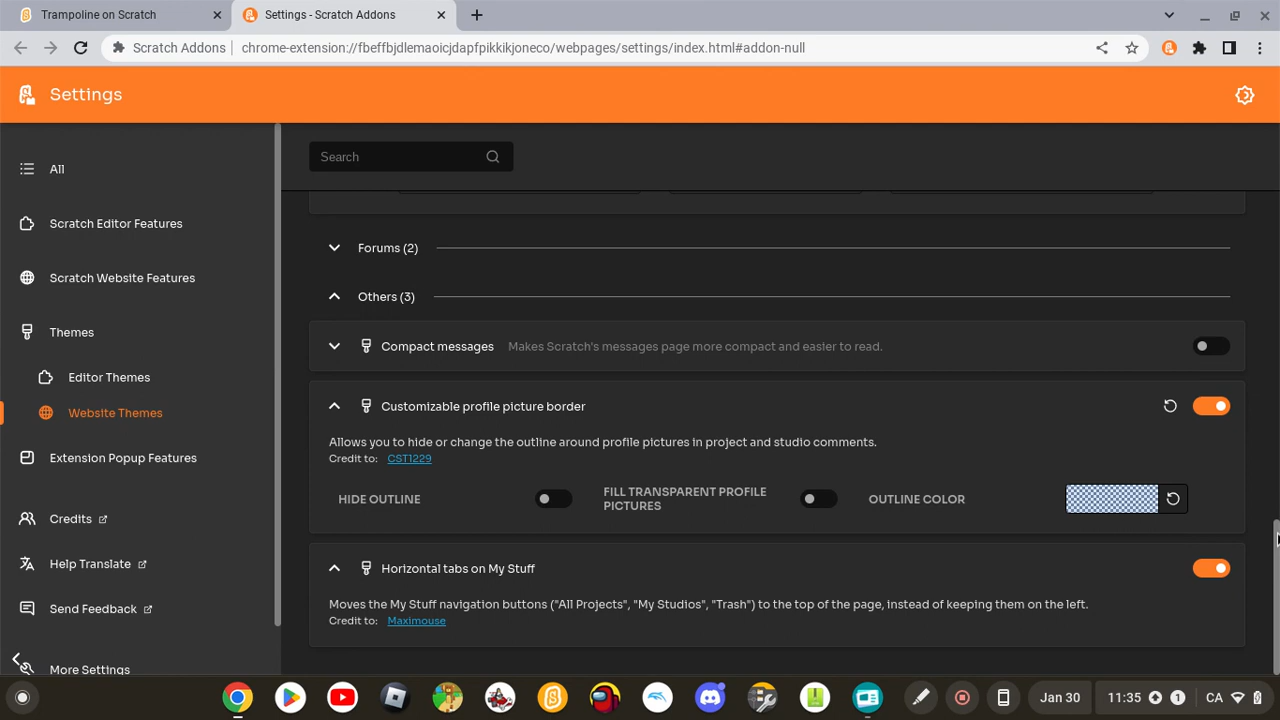 Trampoline on Scratch
Settings - Scratch Addons
Scratch Addons
chrome-extension://fbeffbjdlemaoicjdapfpikkikjoneco/webpages/settings/index.html#addon-null
Settings
All
Scratch Editor Features
Scratch Website Features
Themes
Editor Themes
Website Themes
Extension Popup Features
Credits
Help Translate
Send Feedback
More Settings
Search
Forums (2)
Others (3)
Compact messages Makes Scratch's messages page more compact and easier to read.
Customizable profile picture border
Allows you to hide or change the outline around profile pictures in project and studio comments.
Credit to: CST1229
HIDE OUTLINE
FILL TRANSPARENT PROFILE
PICTURES
OUTLINE COLOR
Horizontal tabs on My Stuff
Moves the My Stuff navigation buttons ("All Projects", "My Studios", "Trash") to the top of the page, instead of keeping them on the left.
Credit to: Maximouse
Jan 30
11:35
1
CA